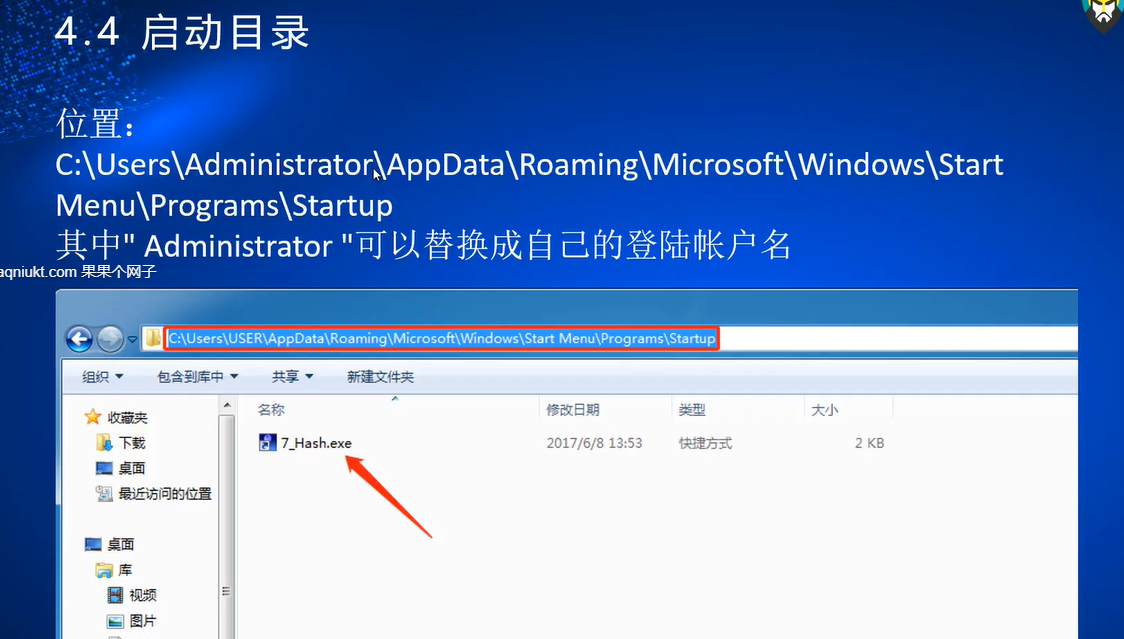 4.4 启动目录
位置：
C:\Users\Administrator\AppData\Roaming\Microsoft\Windows\Start
Menu\Programs\Startup
其中" Administrator "可以替换成自己的登陆帐户名
aqniukt.com 果果个网子
C:\Users\USER\AppData\Roaming\Microsoft\Windows\Start Menu\Programs\Startup
组织 包含到库中 共享 新建文件夹
名称 修改日期 类型 大小
收藏夹
7_Hash.exe 2017/6/8 13:53 快捷方式 2 KB
下载
桌面
最近访问的位置
桌面
库
视频
图片